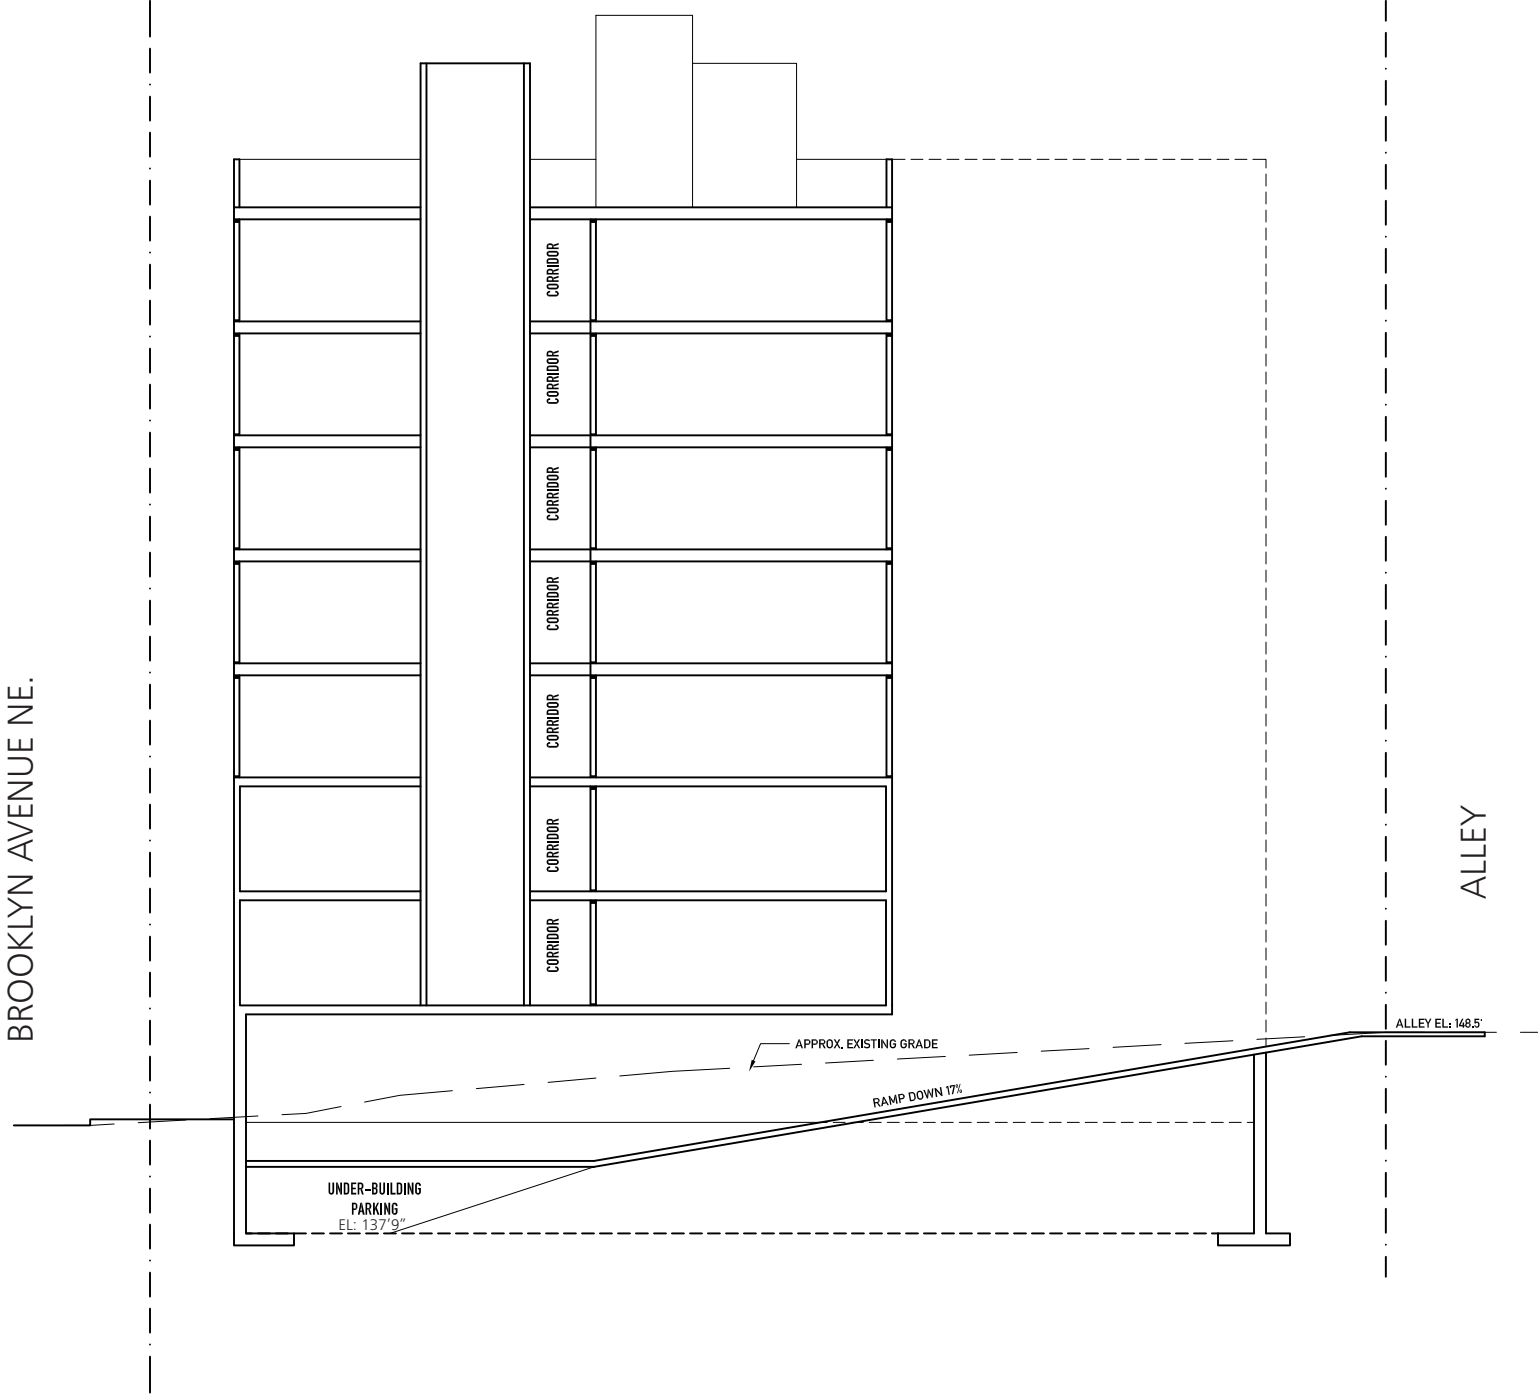 CORRIDOR
CORRIDOR
CORRIDOR
CORRIDOR
CORRIDOR
CORRIDOR
CORRIDOR
BROOKLYN AVENUE NE.
ALLEY
ALLEY EL: 148.5'
APPROX. EXISTING GRADE
RAMP DOWN 17%
UNDER-BUILDING
PARKING
EL: 137'9"